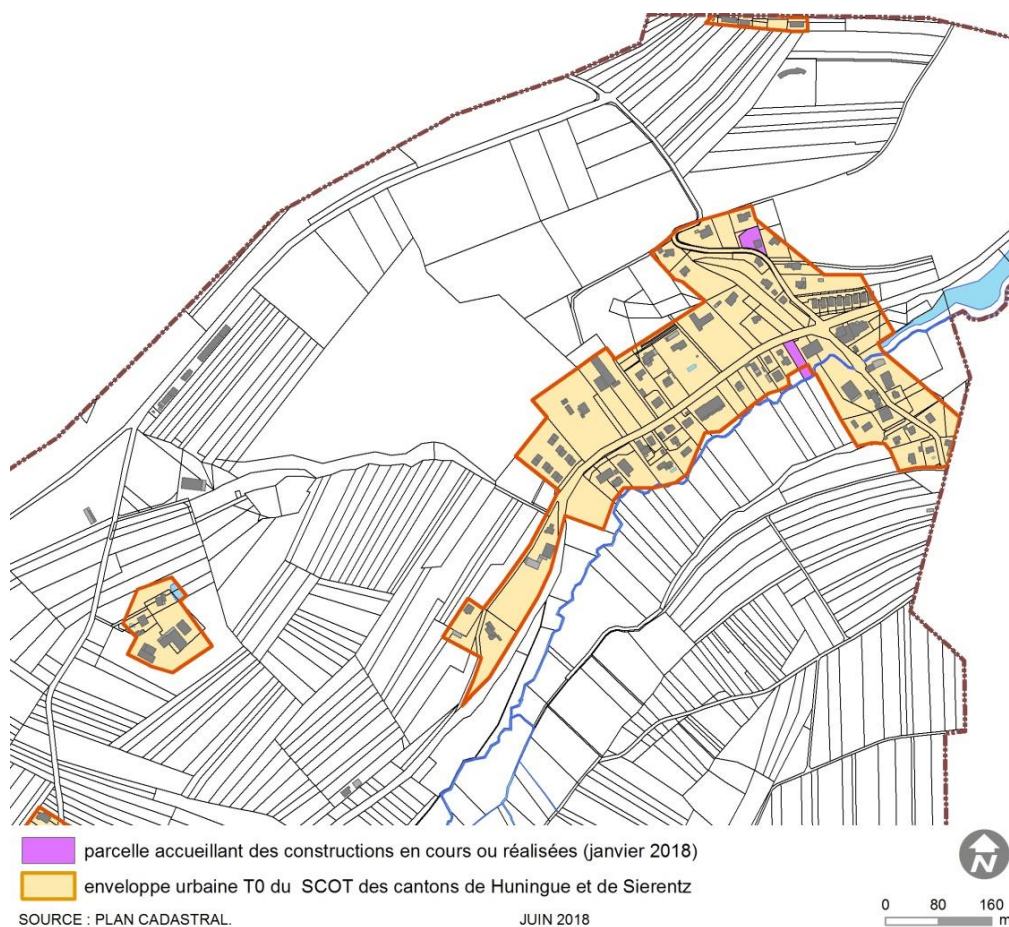 parcelle accueillant des constructions en cours ou réalisées (janvier 2018)
N
enveloppe urbaine T0 du SCOT des cantons de Huningue et de Sierentz
SOURCE : PLAN CADASTRAL. JUIN 2018
0 80 160
m